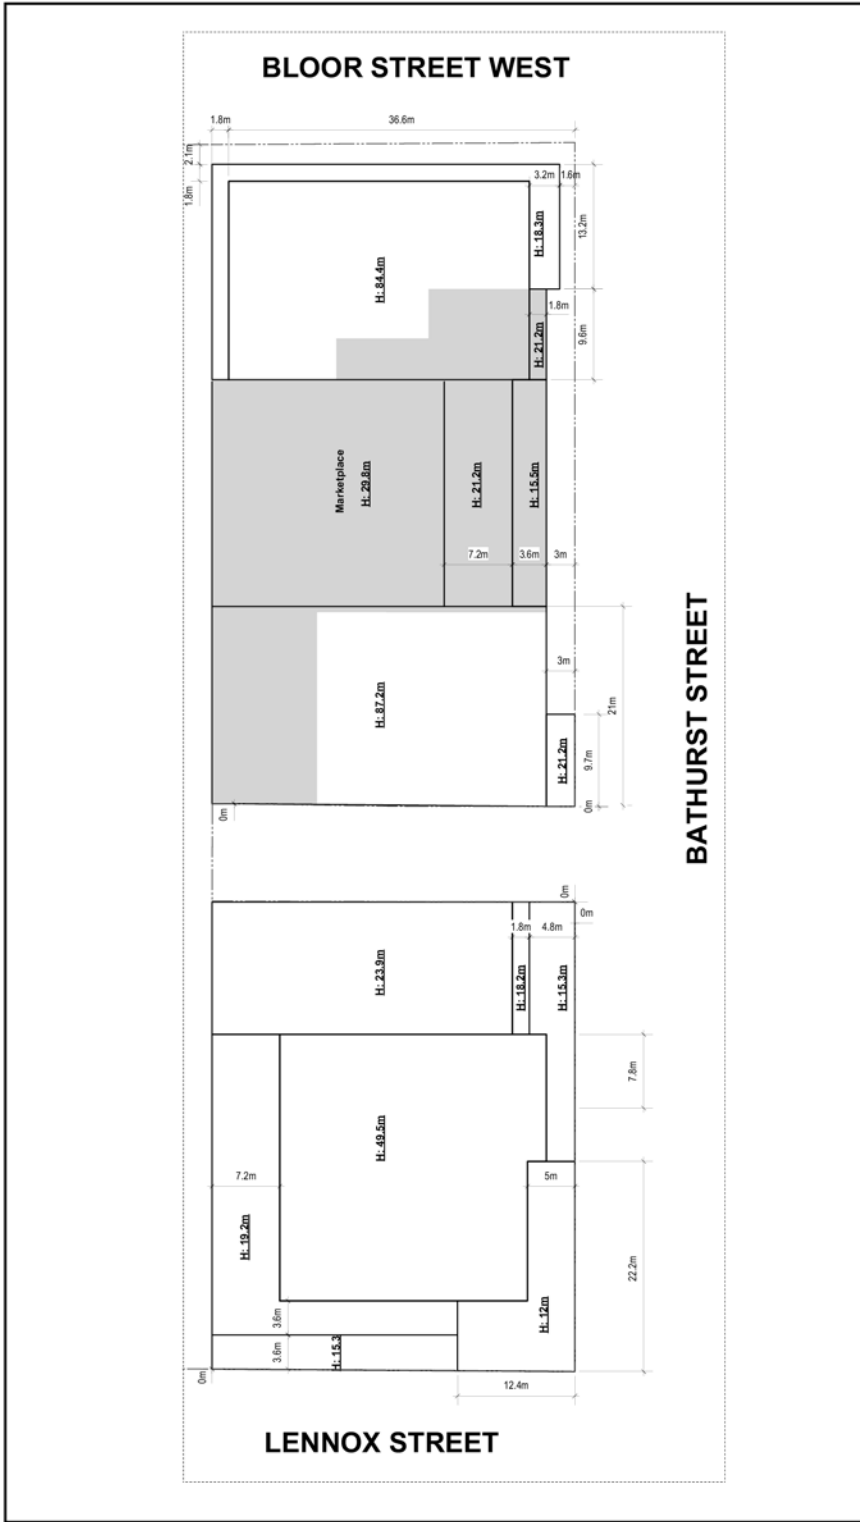 BLOOR STREET WEST
1.8m
36.6m
2.1m
1.8m
3.2m
1.6m
H: 18.3m
13.2m
H: 84.4m
1.8m
H: 21.2m
9.6m
Marketplace
H: 29.8m
H: 21.2m
H: 15.5m
7.2m
3.6m
3m
BATHURST STREET
3m
H: 87.2m
21m
H: 21.2m
9.7m
0m
0m
0m
0m
1.8m
4.8m
H: 23.9m
H: 18.2m
H: 15.3m
7.8m
H: 49.5m
7.2m
5m
H: 19.2m
22.2m
H: 12m
3.6m
3.6m
H: 15.3
0m
12.4m
LENNOX STREET